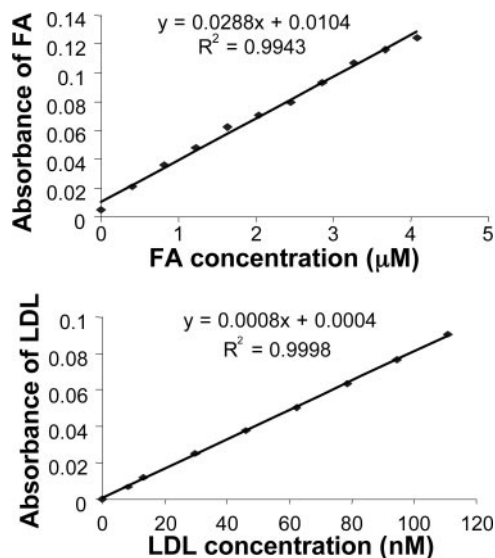 Absorbance of FA
y = 0.0288x + 0.0104
R² = 0.9943
0.14
0.12
0.1
0.08
0.06
0.04
0.02
0
0 1 2 3 4 5
FA concentration (µM)
Absorbance of LDL
y = 0.0008x + 0.0004
R² = 0.9998
0.1
0.08
0.06
0.04
0.02
0
0 20 40 60 80 100 120
LDL concentration (nM)